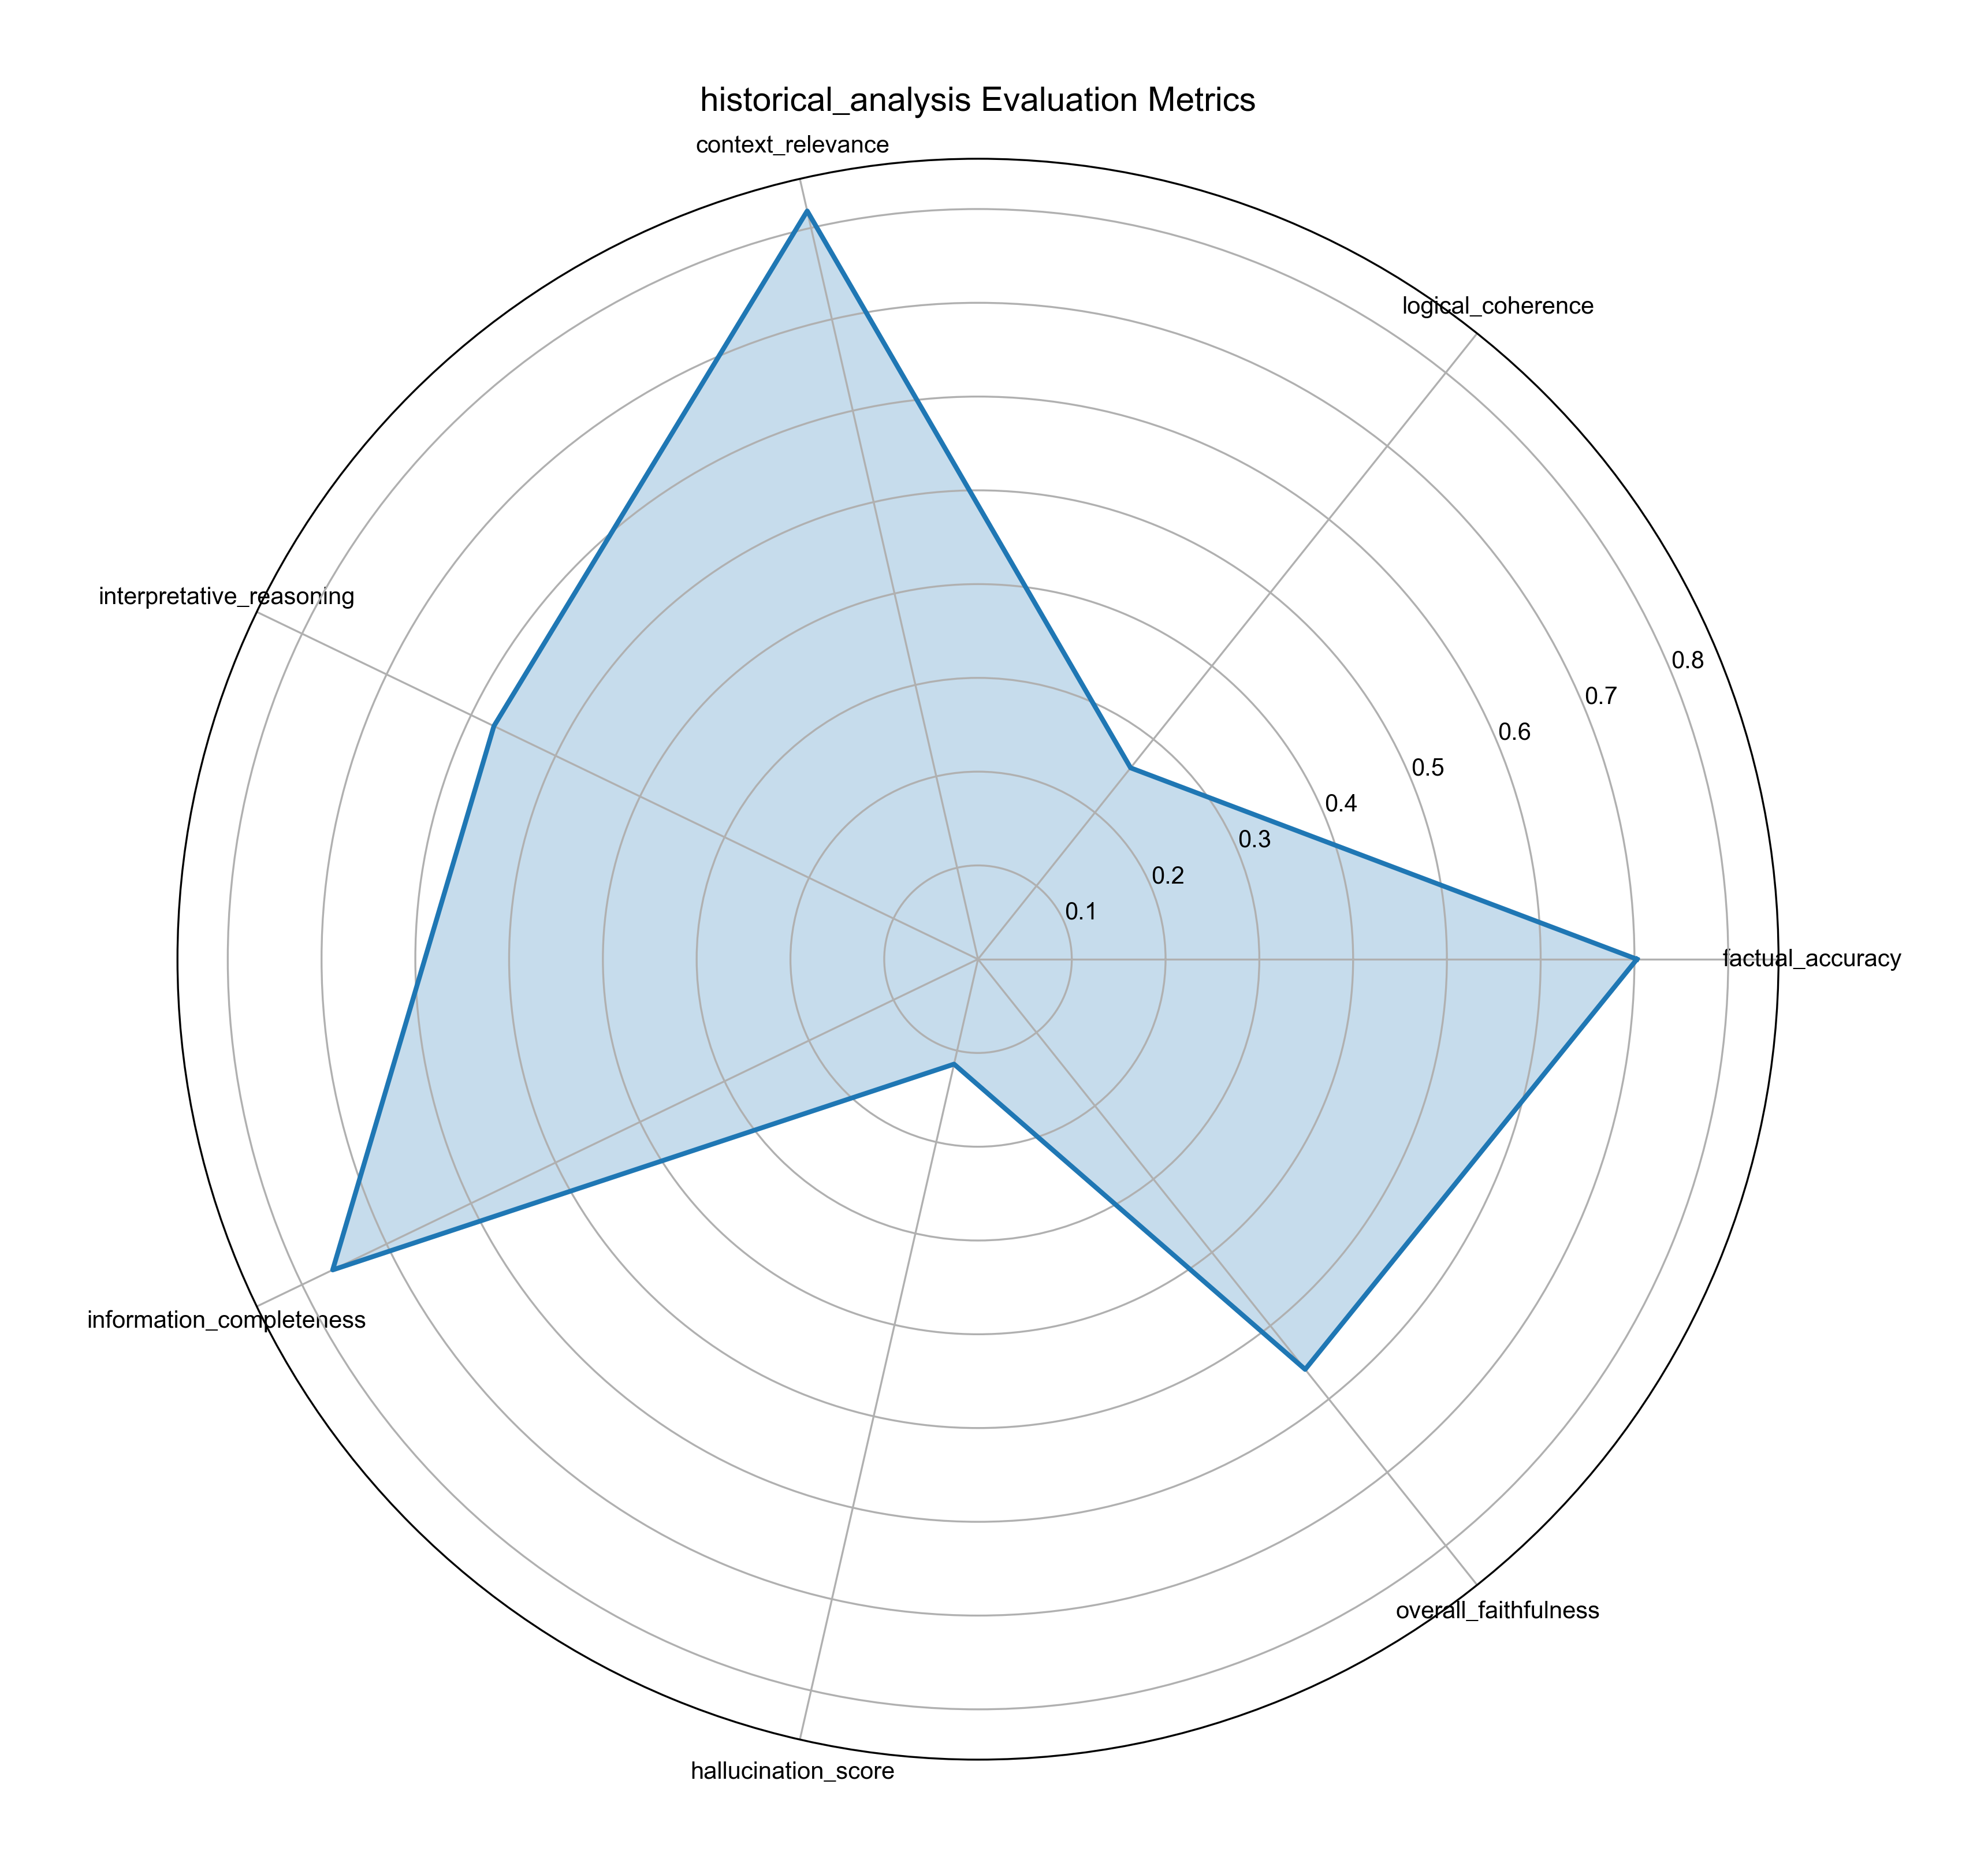 historical_analysis Evaluation Metrics
context_relevance
logical_coherence
interpretative_reasoning
0.8
0.7
0.6
0.5
0.4
0.3
0.2
0.1
factual_accuracy
information_completeness
overall_faithfulness
hallucination_score